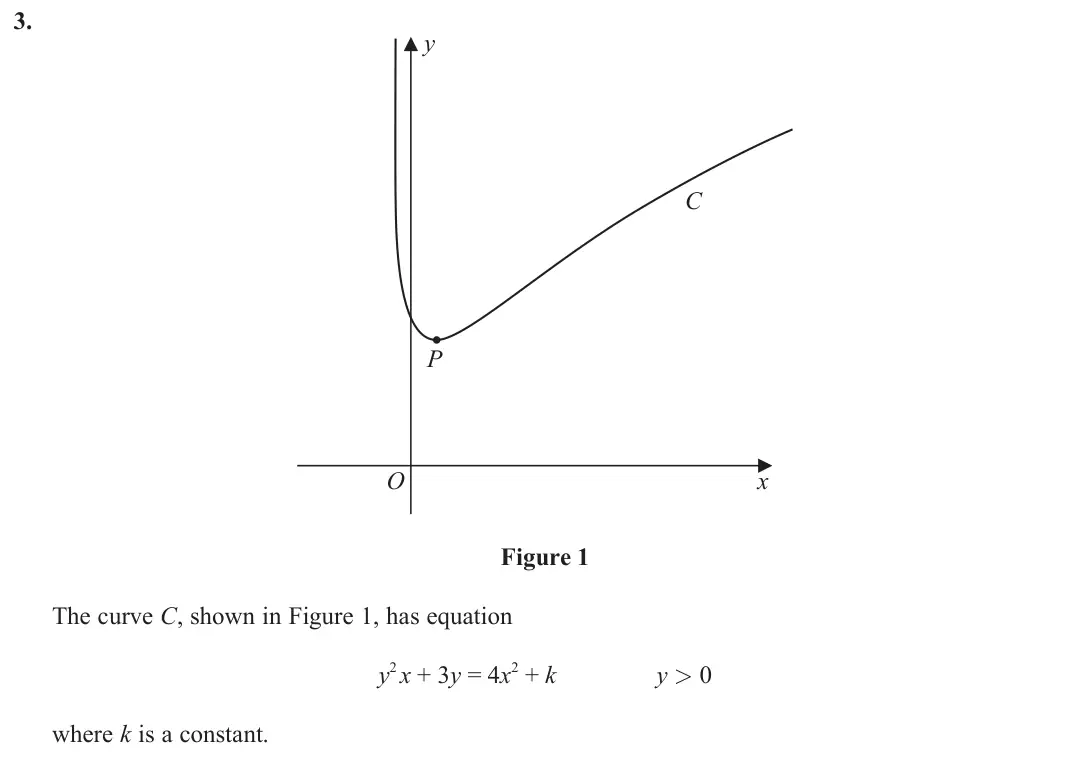 3.
y
C
P
O
x
Figure 1
The curve C, shown in Figure 1, has equation
y²x + 3y = 4x² + k y > 0
where k is a constant.